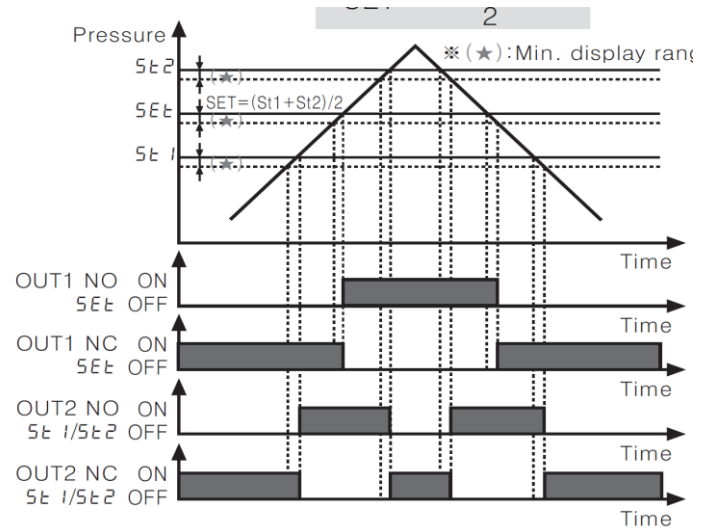 2
Pressure
※(★):Min. display rang
St2
(★)
SEt
SET=(St1+St2)/2
(★)
St1
(★)
Time
OUT1 NO ON
SEt OFF
Time
OUT1 NC ON
SEt OFF
Time
OUT2 NO ON
St1/St2 OFF
Time
OUT2 NC ON
St1/St2 OFF
Time